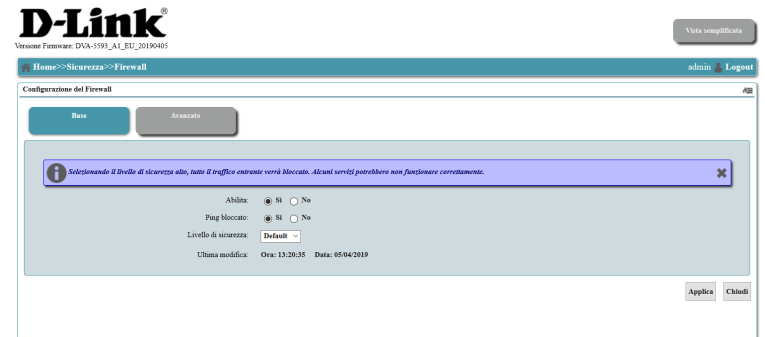 D-Link®
Versione Firmware: DVA-5593_A1_EU_20190405
Vista semplificata
Home>>Sicurezza>>Firewall
admin Logout
Configurazione del Firewall
Base
Avanzato
Selezionando il livello di sicurezza alto, tutto il traffico entrante verrà bloccato. Alcuni servizi potrebbero non funzionare correttamente.
Abilita: Sì No
Ping bloccato: Sì No
Livello di sicurezza: Default
Ultima modifica: Ora: 13:20:35 Data: 05/04/2019
Applica Chiudi